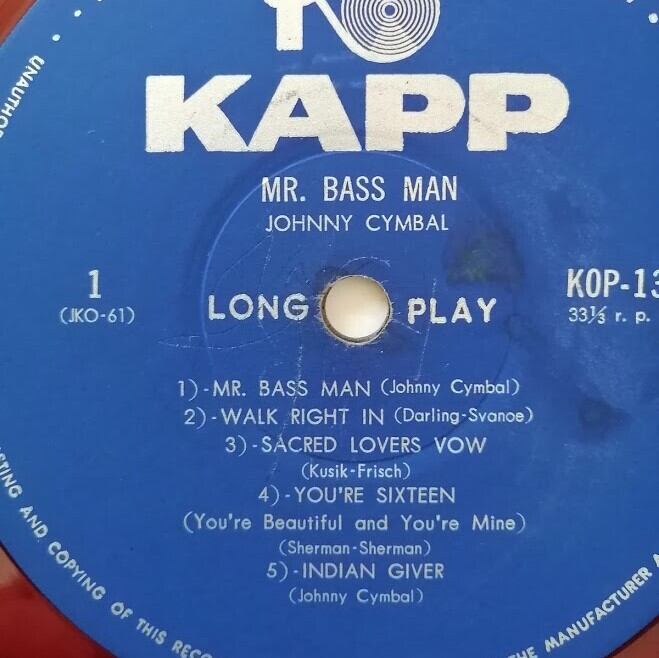 KAPP
MR. BASS MAN
JOHNNY CYMBAL
1
(JKO-61)
LONG PLAY
KOP-13
33⅓ r. p.
1)-MR. BASS MAN (Johnny Cymbal)
2)-WALK RIGHT IN (Darling-Svanoe)
3)-SACRED LOVERS VOW
(Kusik-Frisch)
4)-YOU'RE SIXTEEN
(You're Beautiful and You're Mine)
(Sherman-Sherman)
5)-INDIAN GIVER
(Johnny Cymbal)
UNAUTHO
STING AND COPYING OF THIS RECO
HE MANUFACTURER A